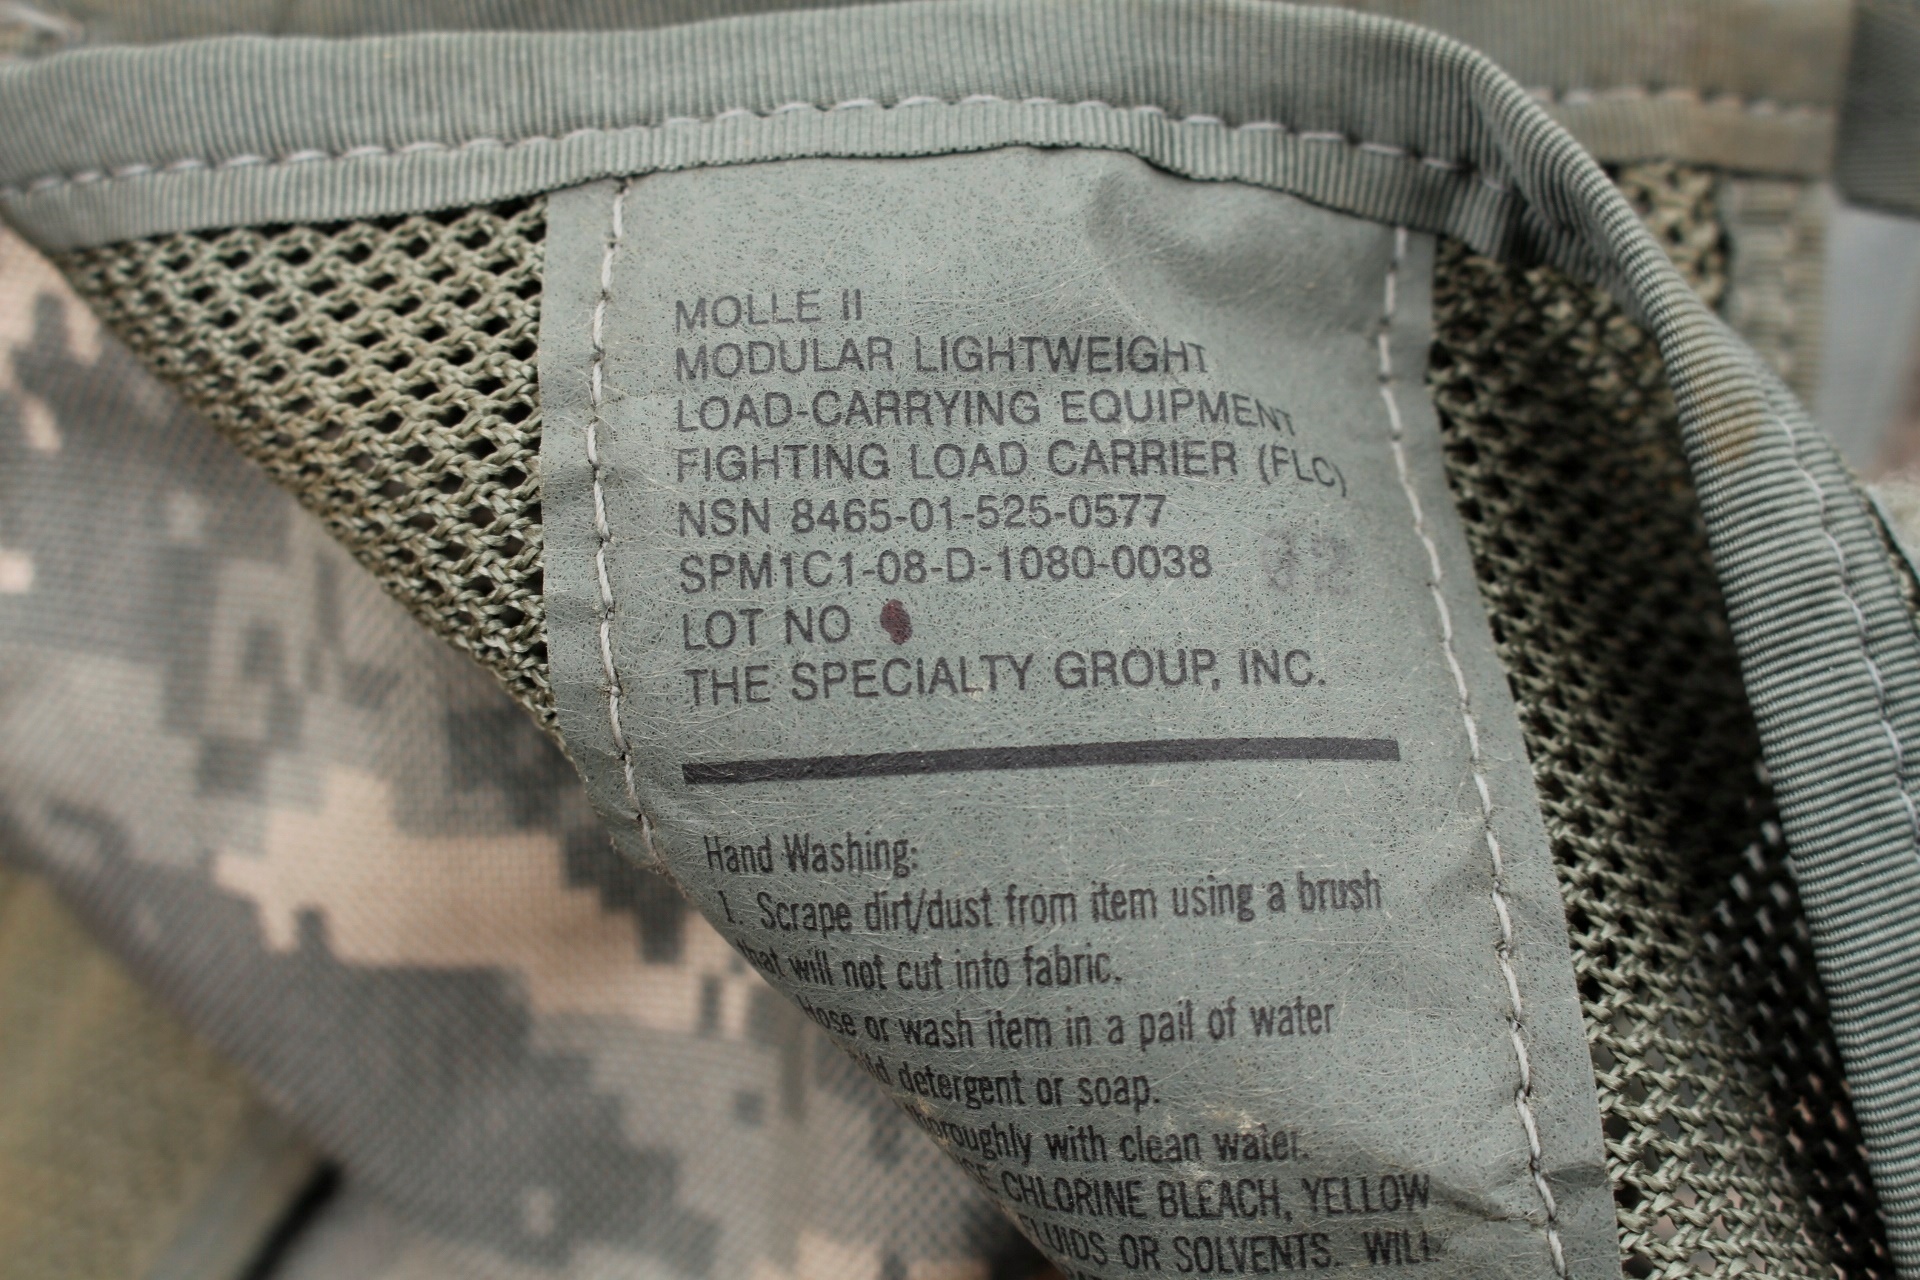 MOLLE II
MODULAR LIGHTWEIGHT
LOAD-CARRYING EQUIPMENT
FIGHTING LOAD CARRIER (FLC)
NSN 8465-01-525-0577
SPM1C1-08-D-1080-0038
LOT NO
THE SPECIALTY GROUP, INC.
Hand Washing:
1. Scrape dirt/dust from item using a brush
that will not cut into fabric.
Hose or wash item in a pail of water
detergent or soap.
with clean water.
CHLORINE BLEACH, YELLOW
OR SOLVENTS. WILL